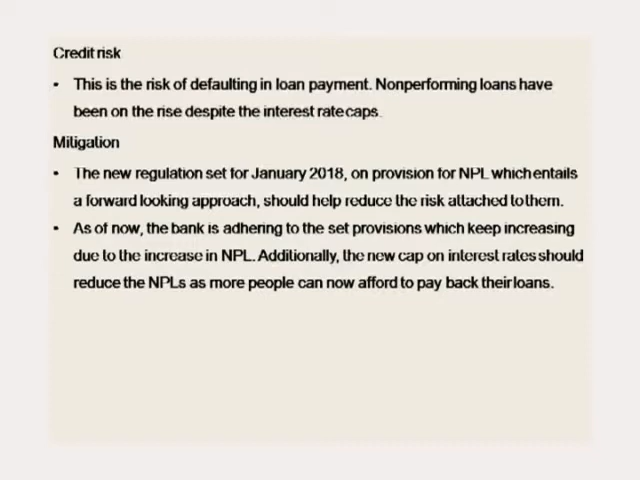 Credit risk
• This is the risk of defaulting in loan payment. Nonperforming loans have
been on the rise despite the interest rate caps.
Mitigation
• The new regulation set for January 2018, on provision for NPL which entails
a forward looking approach, should help reduce the risk attached to them.
• As of now, the bank is adhering to the set provisions which keep increasing
due to the increase in NPL. Additionally, the new cap on interest rates should
reduce the NPLs as more people can now afford to pay back their loans.